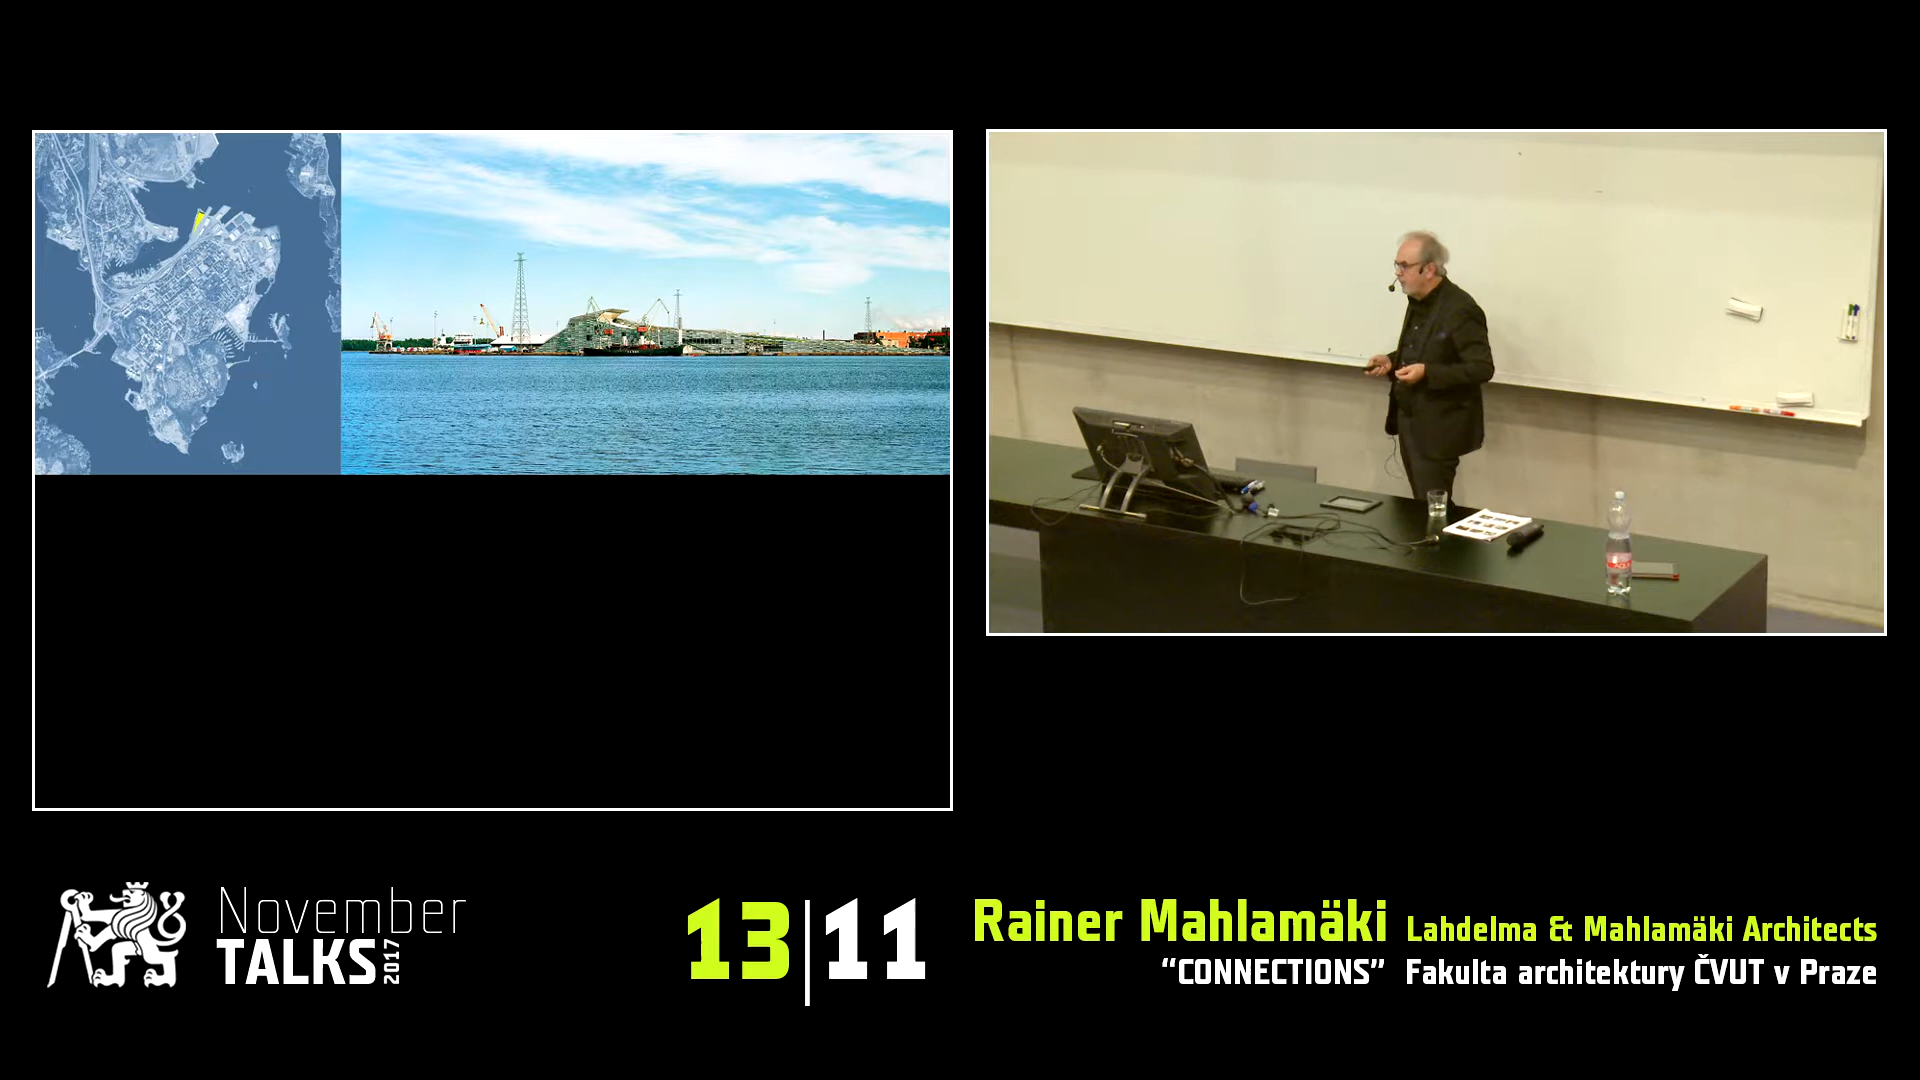 November
TALKS 2017
13 | 11
Rainer Mahlamäki Lahdelma & Mahlamäki Architects
“CONNECTIONS” Fakulta architektury ČVUT v Praze